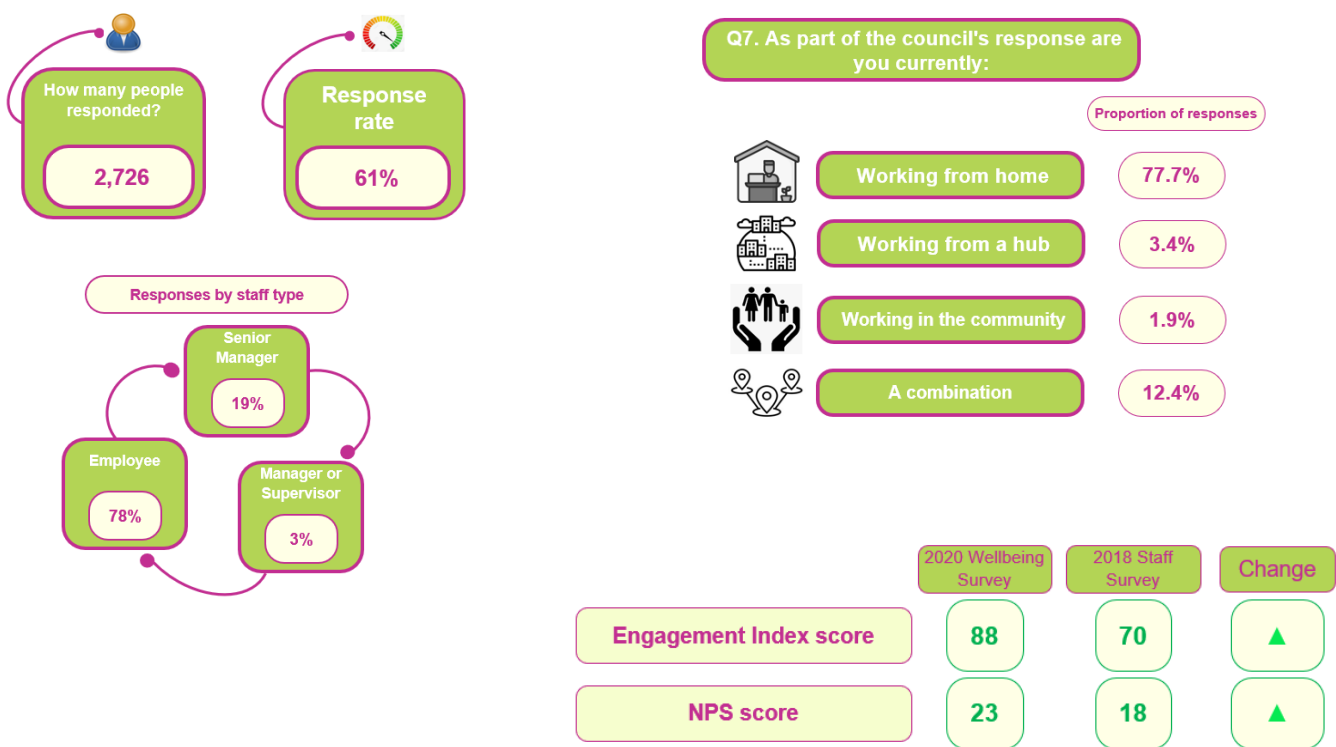 How many people
responded?
2,726
Response
rate
61%
Responses by staff type
Senior
Manager
19%
Employee
78%
Manager or
Supervisor
3%
Q7. As part of the council's response are
you currently:
Proportion of responses
Working from home
77.7%
Working from a hub
3.4%
Working in the community
1.9%
A combination
12.4%
2020 Wellbeing
Survey
2018 Staff
Survey
Change
Engagement Index score
88
70
▲
NPS score
23
18
▲